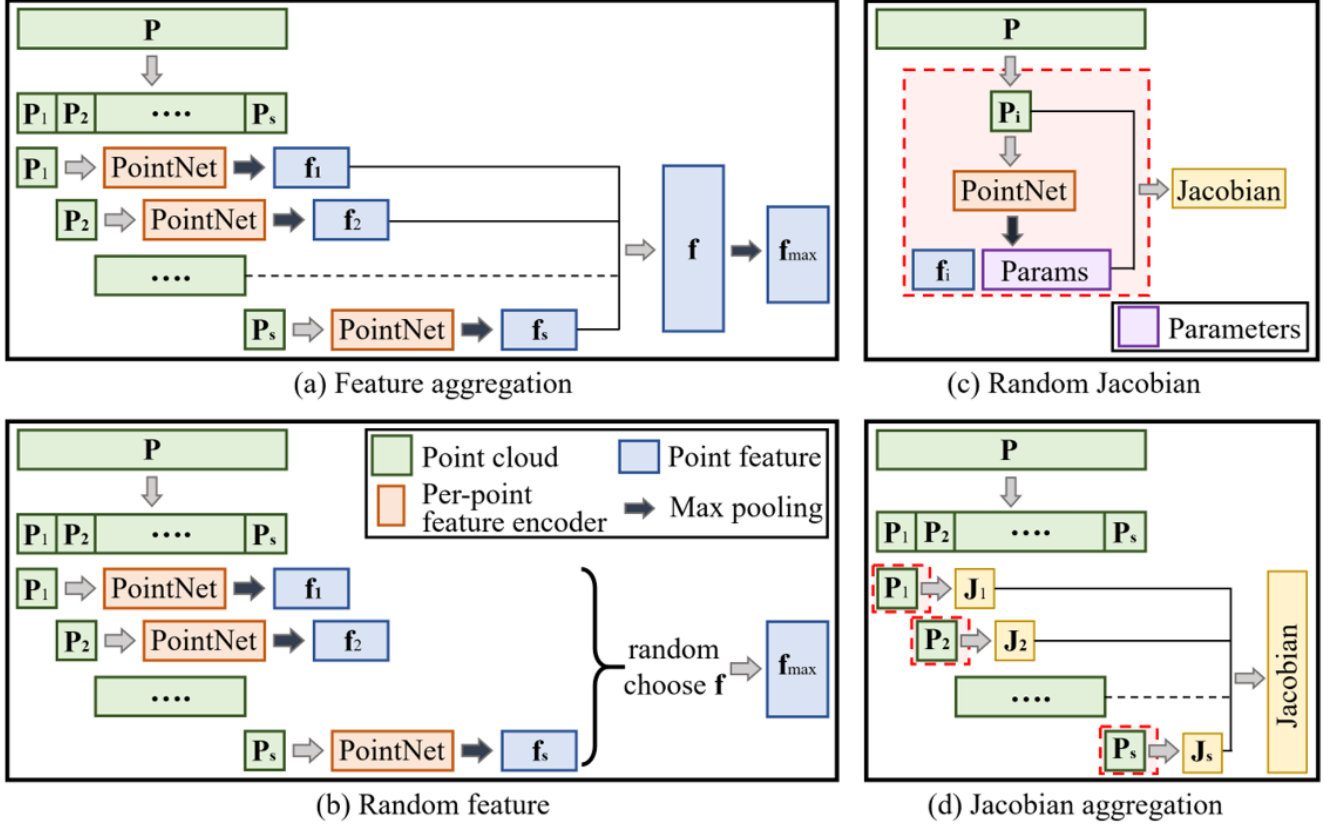 P
P₁ P₂ .... Pₛ
P₁ PointNet f₁
P₂ PointNet f₂
....
f
fmax
Pₛ PointNet fₛ
(a) Feature aggregation
P
Pᵢ
PointNet
Jacobian
fᵢ Params
Parameters
(c) Random Jacobian
P
Point cloud
Point feature
Per-point
feature encoder
Max pooling
P₁ P₂ .... Pₛ
P₁ PointNet f₁
P₂ PointNet f₂
....
Pₛ PointNet fₛ
random
choose f
fmax
(b) Random feature
P
P₁ P₂ .... Pₛ
P₁ J₁
P₂ J₂
....
Pₛ Jₛ
Jacobian
(d) Jacobian aggregation